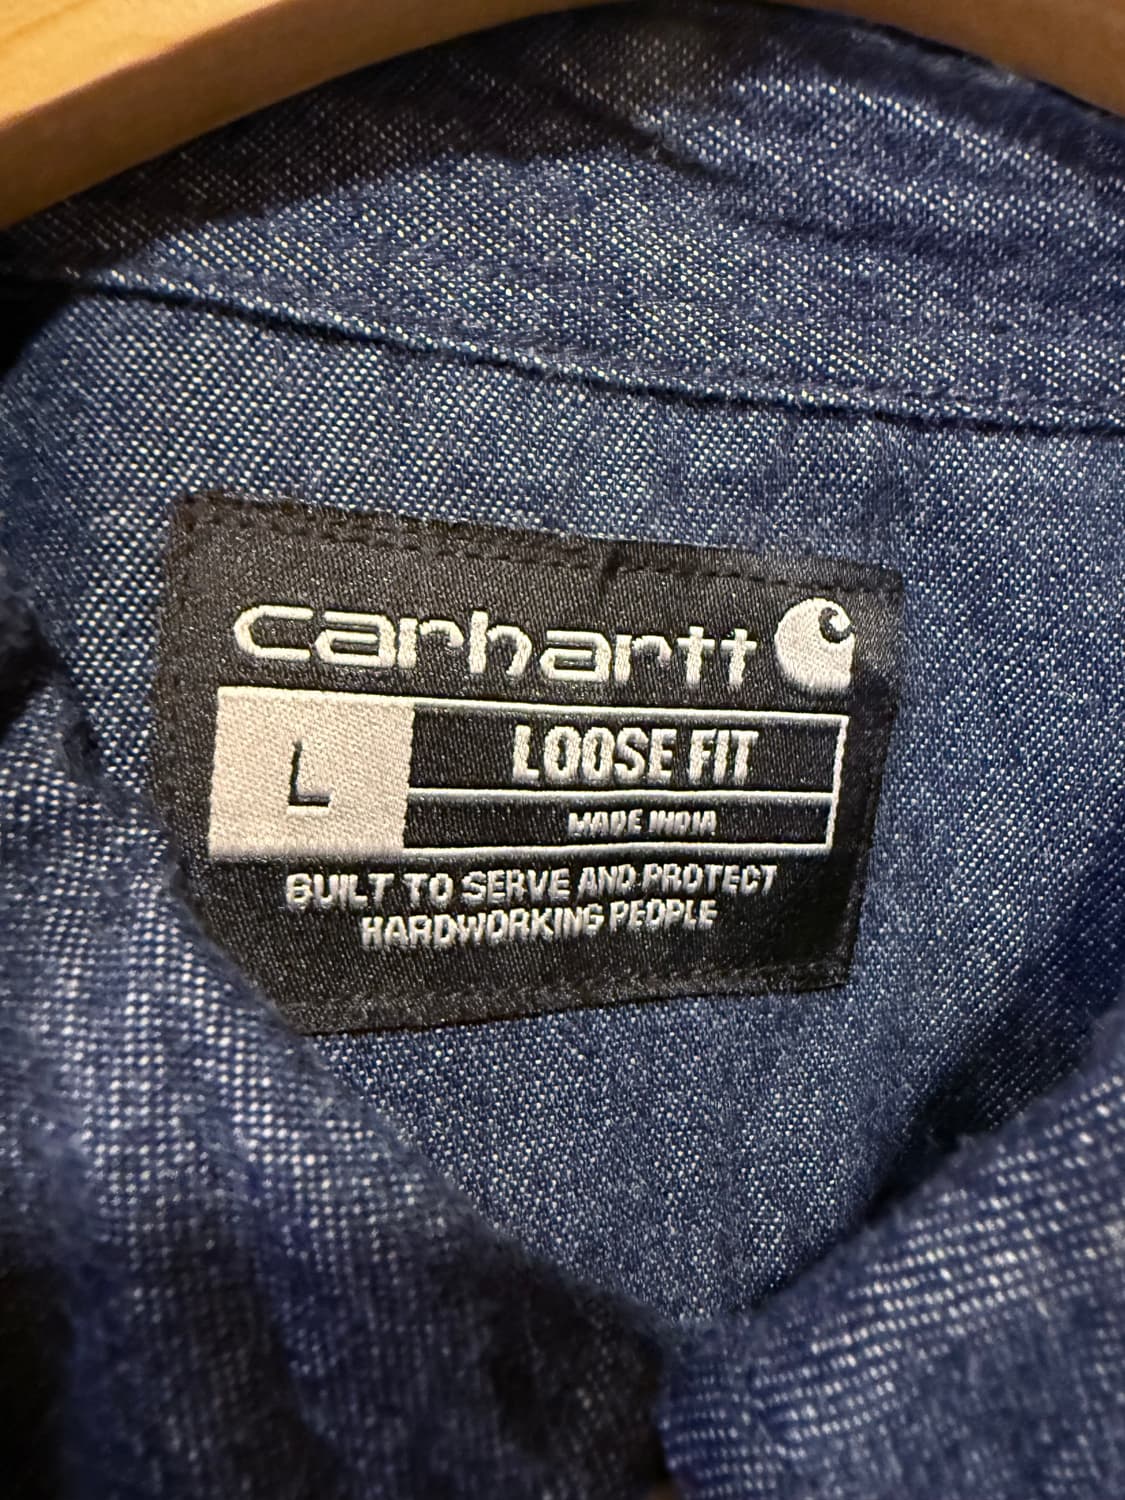 carhartt
L
LOOSE FIT
MADE INDIA
BUILT TO SERVE AND PROTECT
HARDWORKING PEOPLE